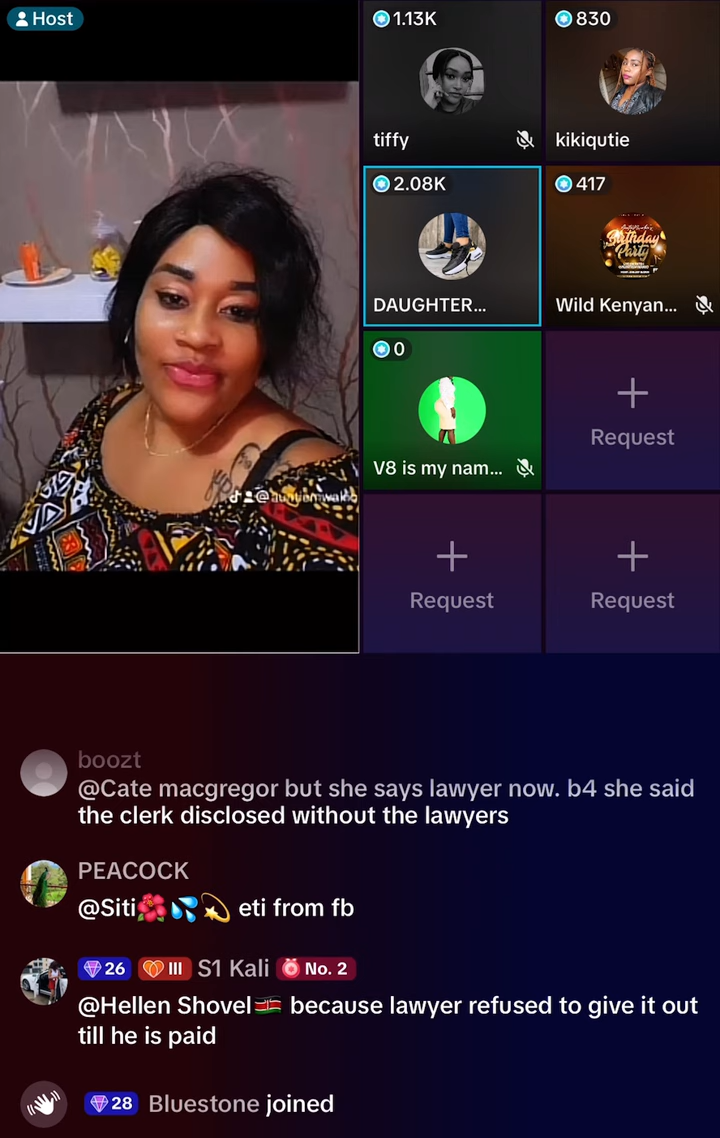 Host
1.13K
tiffy
830
kikiqutie
2.08K
DAUGHTER...
417
Birthday
Party
Wild Kenyan...
0
V8 is my nam...
Request
Request
Request
boozt
@Cate macgregor but she says lawyer now. b4 she said
the clerk disclosed without the lawyers
PEACOCK
@Siti🌺💦💫 eti from fb
26 III S1 Kali No. 2
@Hellen Shovel🇰🇪 because lawyer refused to give it out
till he is paid
28 Bluestone joined